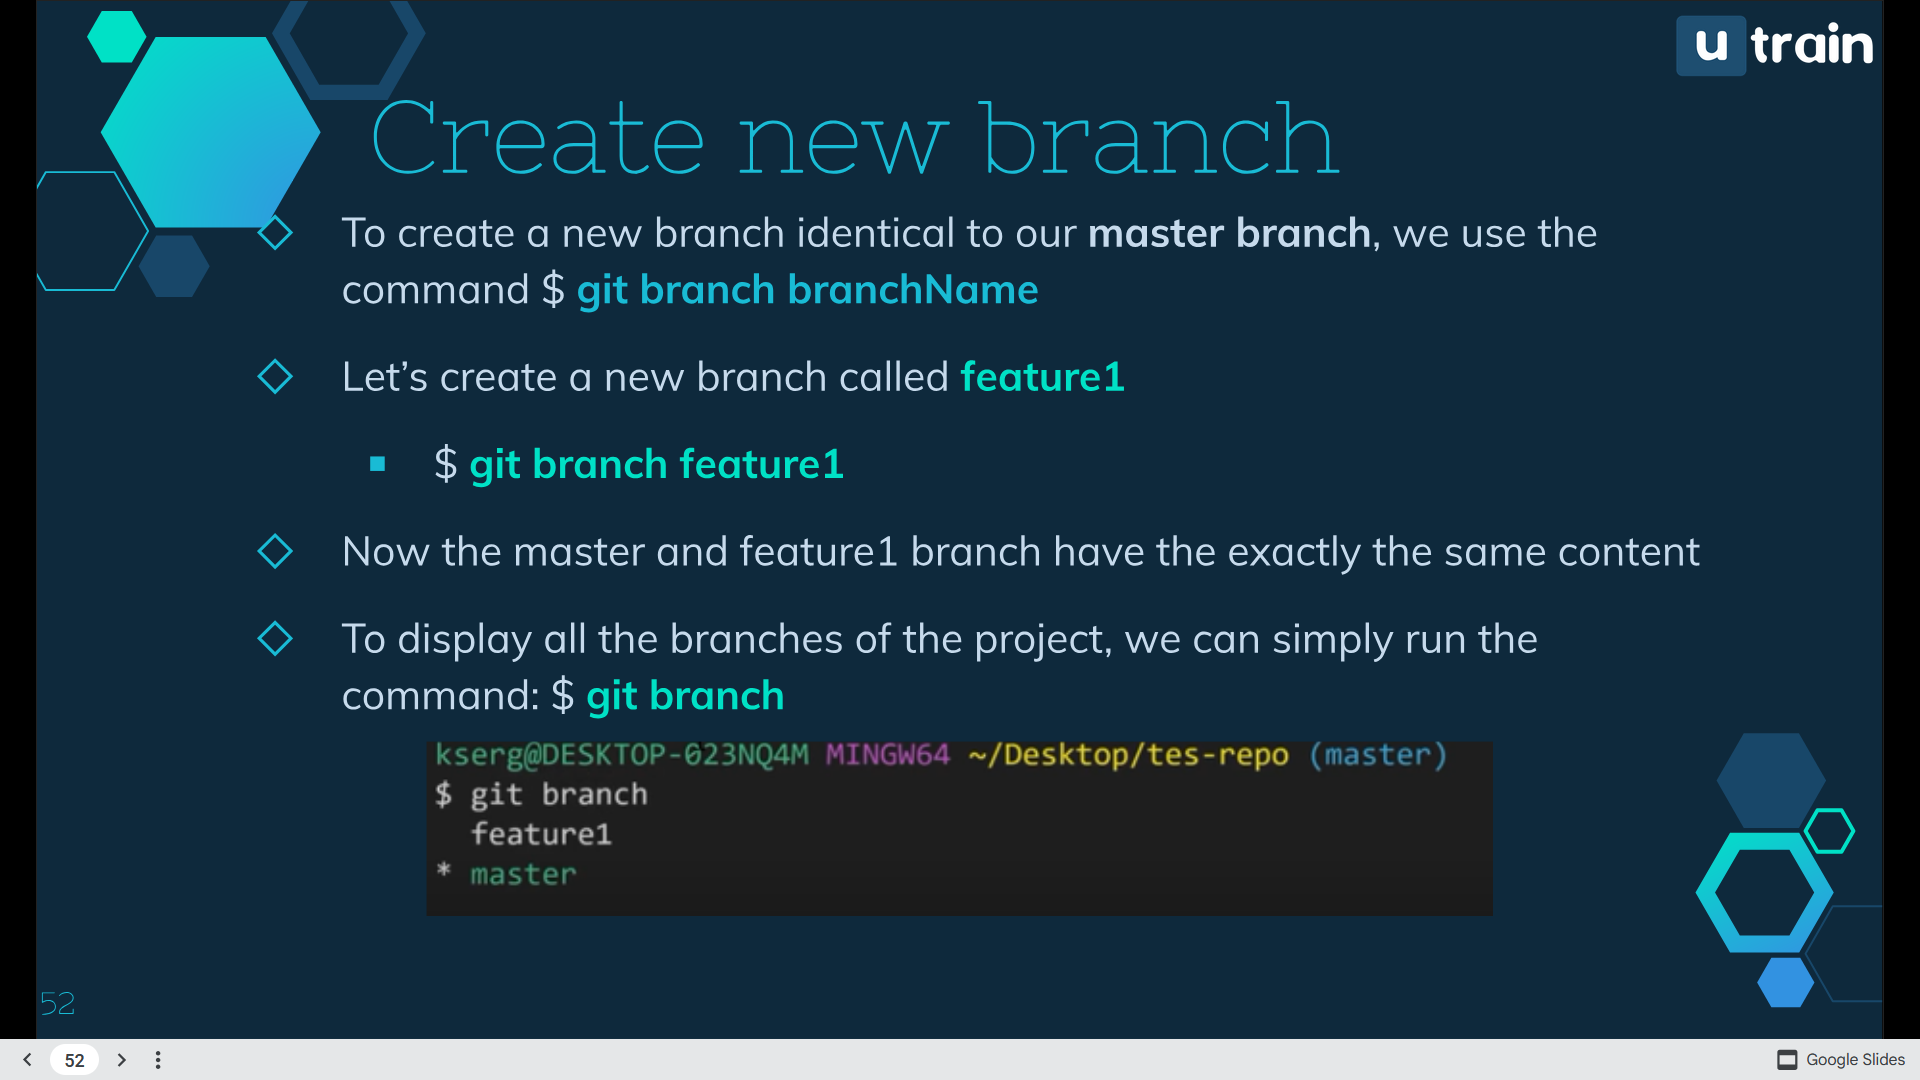 u train
Create new branch
To create a new branch identical to our master branch, we use the
command $ git branch branchName
Let’s create a new branch called feature1
$ git branch feature1
Now the master and feature1 branch have the exactly the same content
To display all the branches of the project, we can simply run the
command: $ git branch
kserg@DESKTOP-023NQ4M MINGW64 ~/Desktop/tes-repo (master)
$ git branch
feature1
* master
52
52
Google Slides